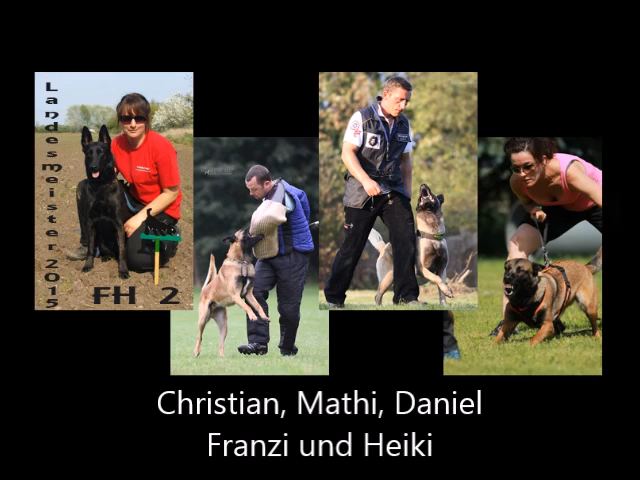 Landesmeister 2015
FH 2
Christian, Mathi, Daniel
Franzi und Heiki